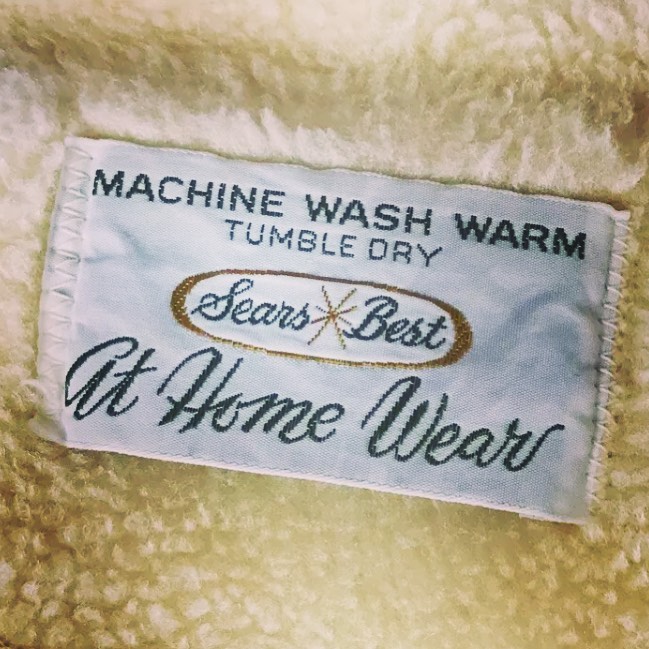 MACHINE WASH WARM
TUMBLE DRY
Sears Best
At Home Wear